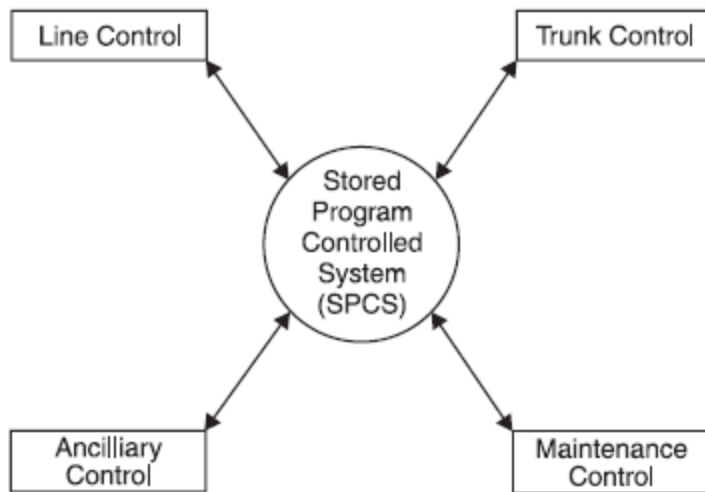 Line Control
Trunk Control
Stored
Program
Controlled
System
(SPCS)
Ancilliary
Control
Maintenance
Control